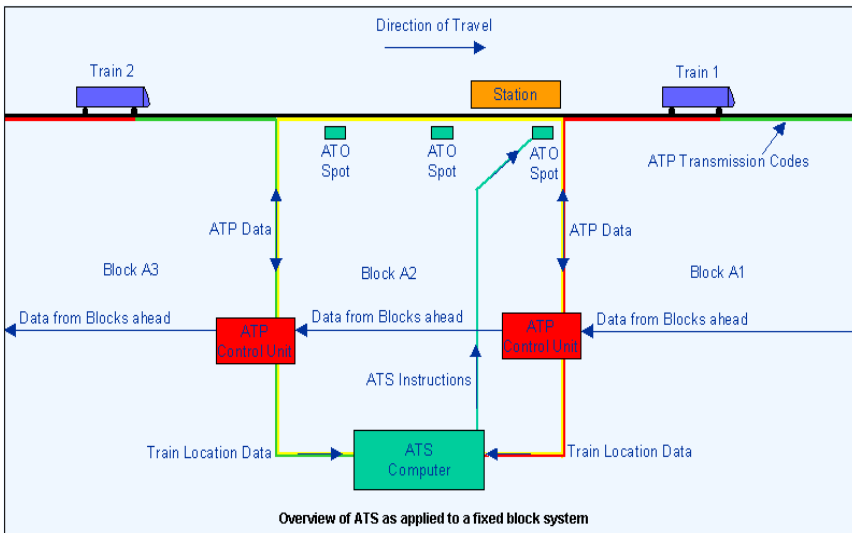 Direction of Travel
Train 2
Train 1
Station
ATO
Spot
ATO
Spot
ATO
Spot
ATP Transmission Codes
ATP Data
ATP Data
Block A3
Block A2
Block A1
Data from Blocks ahead
Data from Blocks ahead
Data from Blocks ahead
ATP
Control Unit
ATP
Control Unit
ATS Instructions
Train Location Data
ATS
Computer
Train Location Data
Overview of ATS as applied to a fixed block system